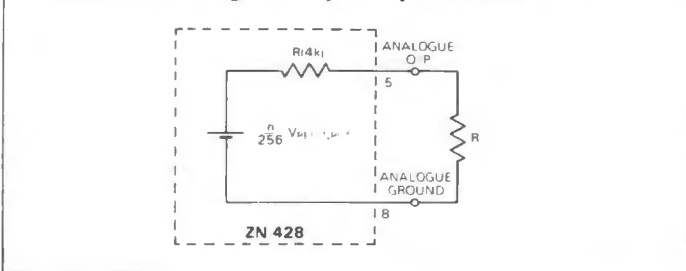 R(4k)
ANALOGUE
O P
5
n
256
R
ANALOGUE
GROUND
8
ZN 428